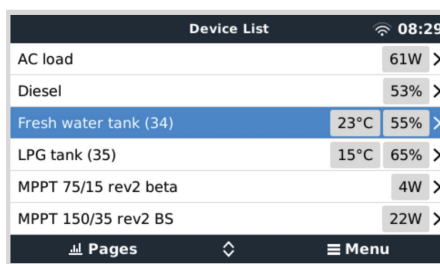 Device List 08:29
AC load 61W
Diesel 53%
Fresh water tank (34) 23°C 55%
LPG tank (35) 15°C 65%
MPPT 75/15 rev2 beta 4W
MPPT 150/35 rev2 BS 22W
Pages Menu